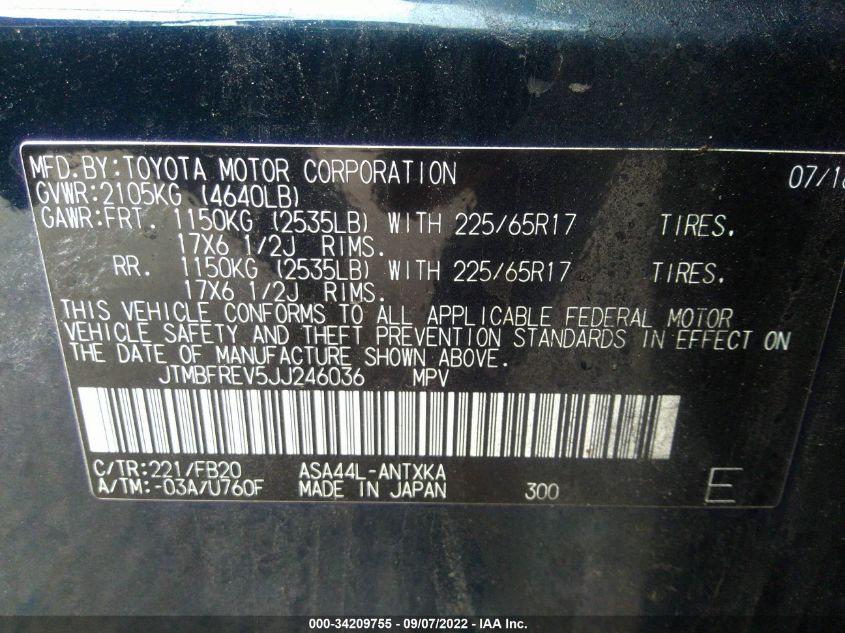 MFD.BY:TOYOTA MOTOR CORPORATION 07/18
GVWR:2105KG (4640LB)
GAWR:FRT. 1150KG (2535LB) WITH 225/65R17 TIRES.
17X6 1/2J RIMS.
RR. 1150KG (2535LB) WITH 225/65R17 TIRES.
17X6 1/2J RIMS.
THIS VEHICLE CONFORMS TO ALL APPLICABLE FEDERAL MOTOR
VEHICLE SAFETY AND THEFT PREVENTION STANDARDS IN EFFECT ON
THE DATE OF MANUFACTURE SHOWN ABOVE.
JTMBFREV5JJ246036 MPV
C/TR:221/FB20 ASA44L-ANTXKA
A/TM:-03A/U760F MADE IN JAPAN 300 E
000-34209755 - 09/07/2022 - IAA Inc.